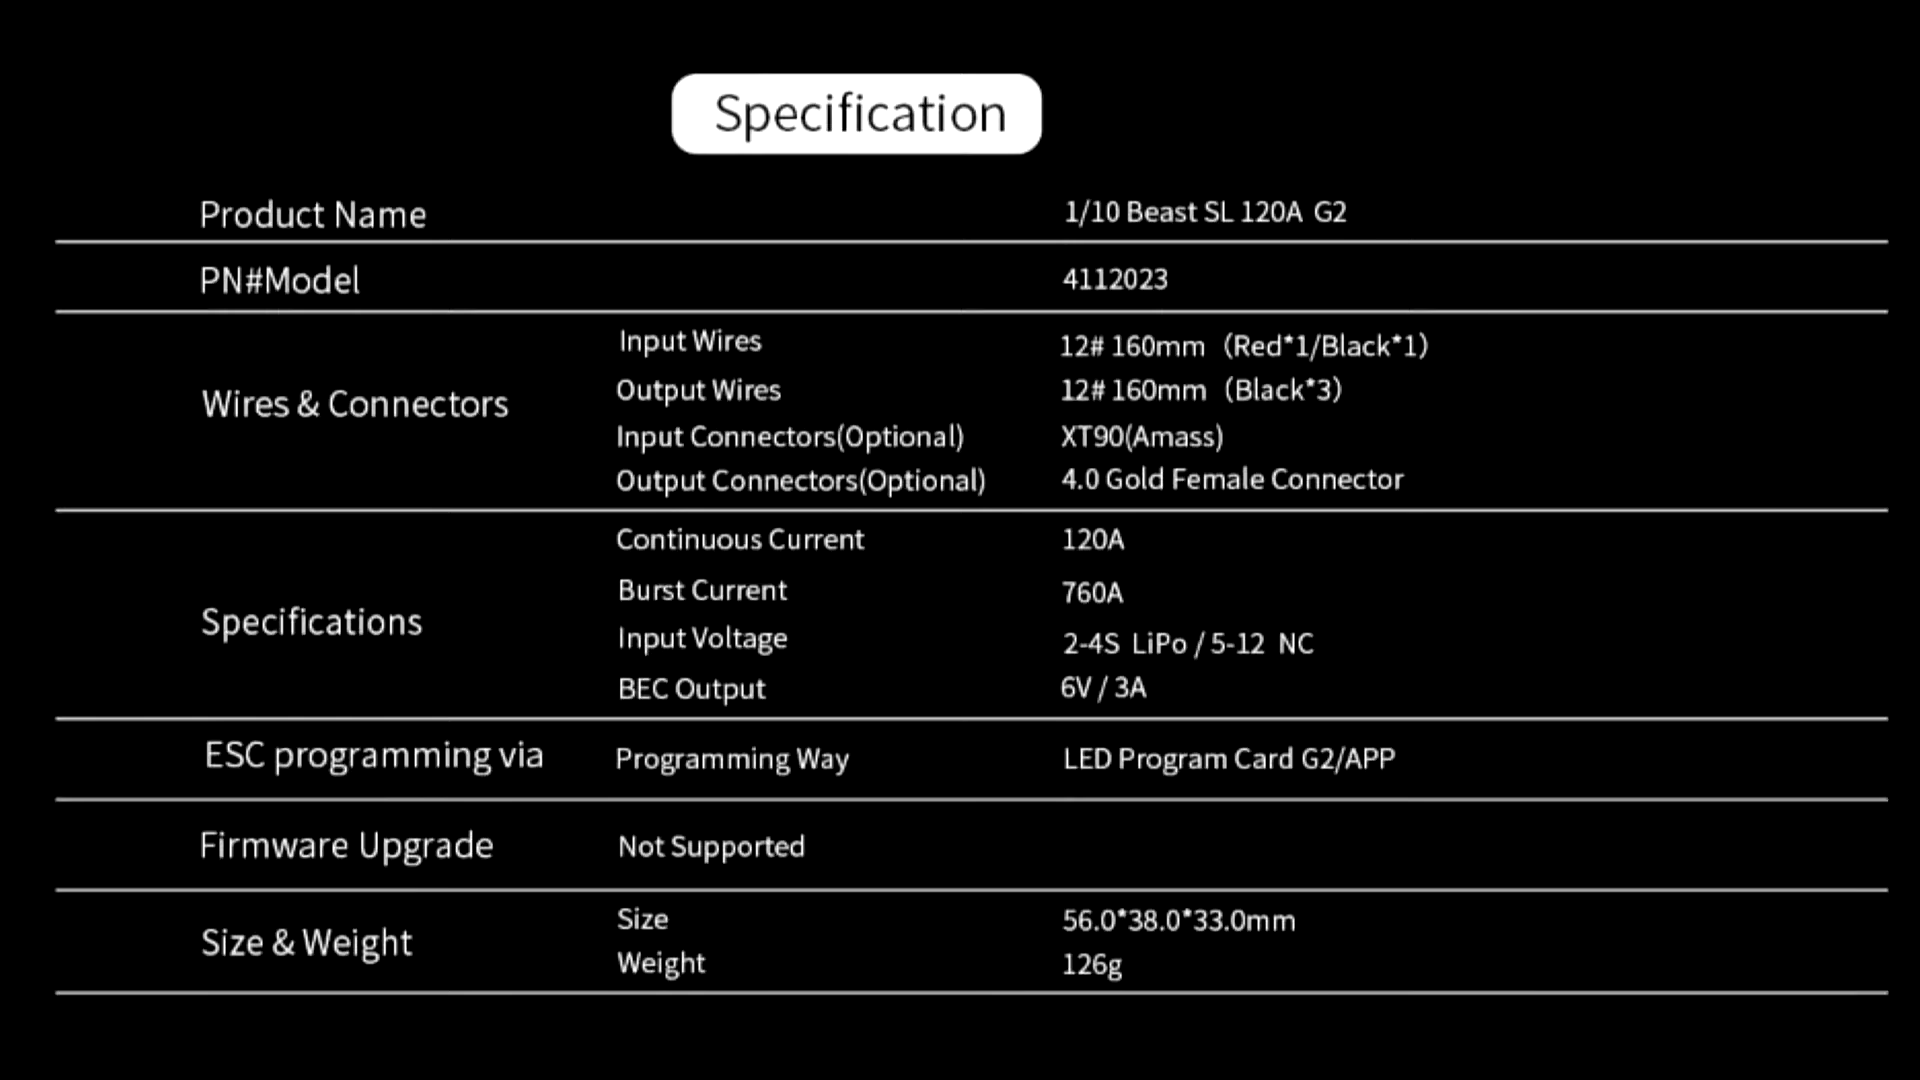 Specification
Product Name 1/10 Beast SL 120A G2
PN#Model 4112023
Wires & Connectors
Input Wires 12# 160mm（Red*1/Black*1）
Output Wires 12# 160mm（Black*3）
Input Connectors(Optional) XT90(Amass)
Output Connectors(Optional) 4.0 Gold Female Connector
Specifications
Continuous Current 120A
Burst Current 760A
Input Voltage 2-4S LiPo / 5-12 NC
BEC Output 6V / 3A
ESC programming via Programming Way LED Program Card G2/APP
Firmware Upgrade Not Supported
Size & Weight
Size 56.0*38.0*33.0mm
Weight 126g